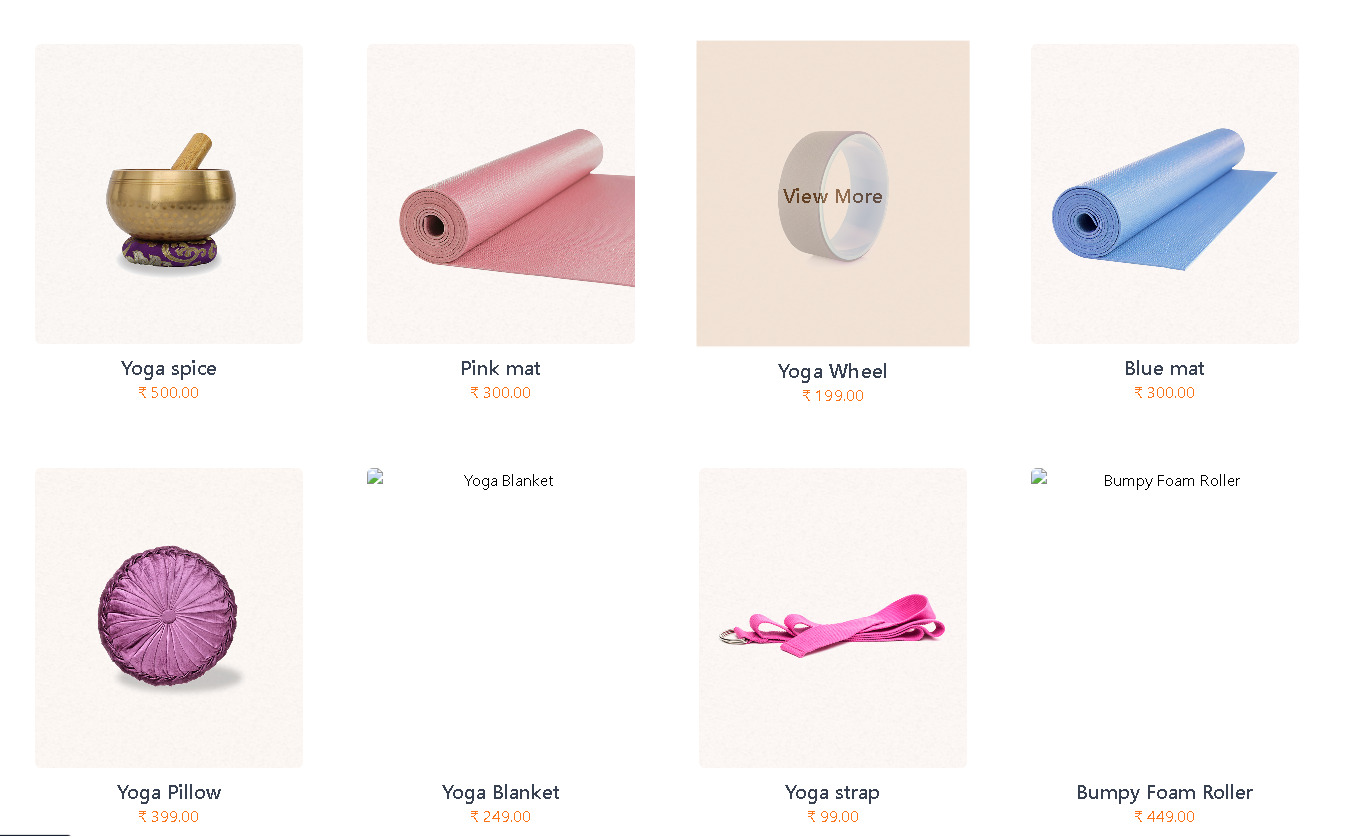 View More
Yoga spice
₹ 500.00
Pink mat
₹ 300.00
Yoga Wheel
₹ 199.00
Blue mat
₹ 300.00
Yoga Blanket
Bumpy Foam Roller
Yoga Pillow
₹ 399.00
Yoga Blanket
₹ 249.00
Yoga strap
₹ 99.00
Bumpy Foam Roller
₹ 449.00